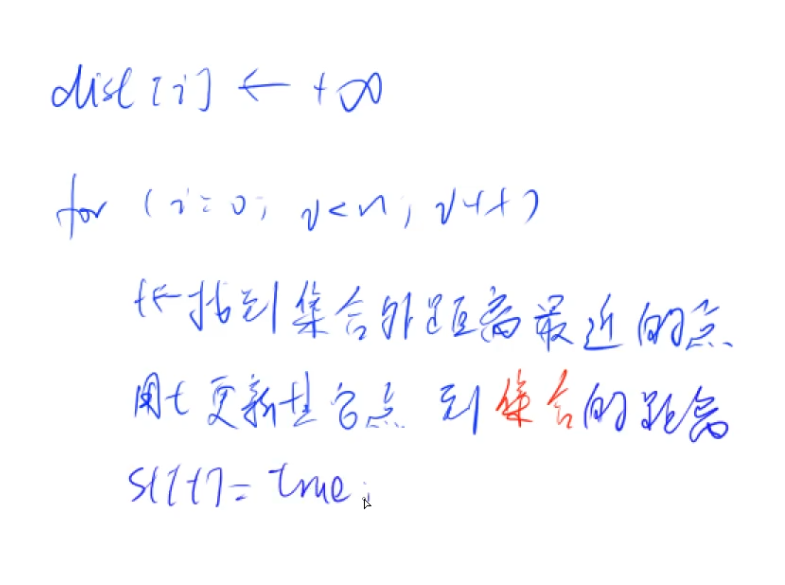 dist[i] ← +∞
for (i=0; i<n; i++)
t←找到集合外距离最近的点
用t更新其它点 到集合的距离
st[t]=true;